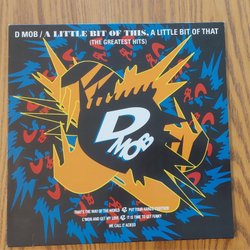 D MOB / A LITTLE BIT OF THIS, A LITTLE BIT OF THAT
(THE GREATEST HITS)
D
MOB
THAT'S THE WAY OF THE WORLD PUT YOUR HANDS TOGETHER
C'MON AND GET MY LOVE IT IS TIME TO GET FUNKY
WE CALL IT ACIEED